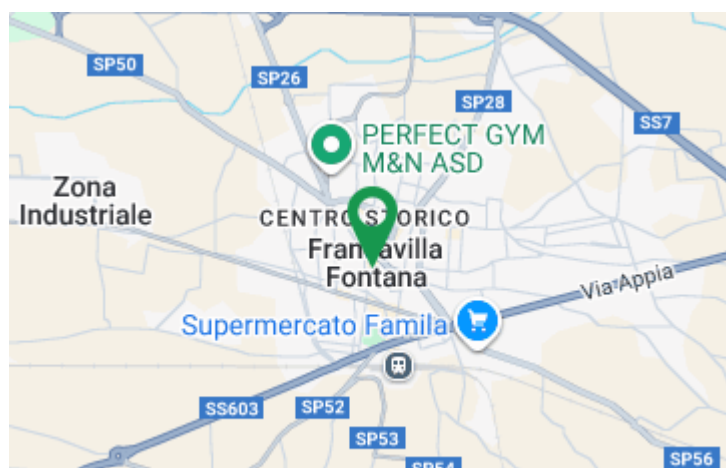 SP50
SP26
SP28
SS7
PERFECT GYM
M&N ASD
Zona
Industriale
CENTRO STORICO
Francavilla
Fontana
Via Appia
Supermercato Famila
SS603
SP52
SP53
SP54
SP56